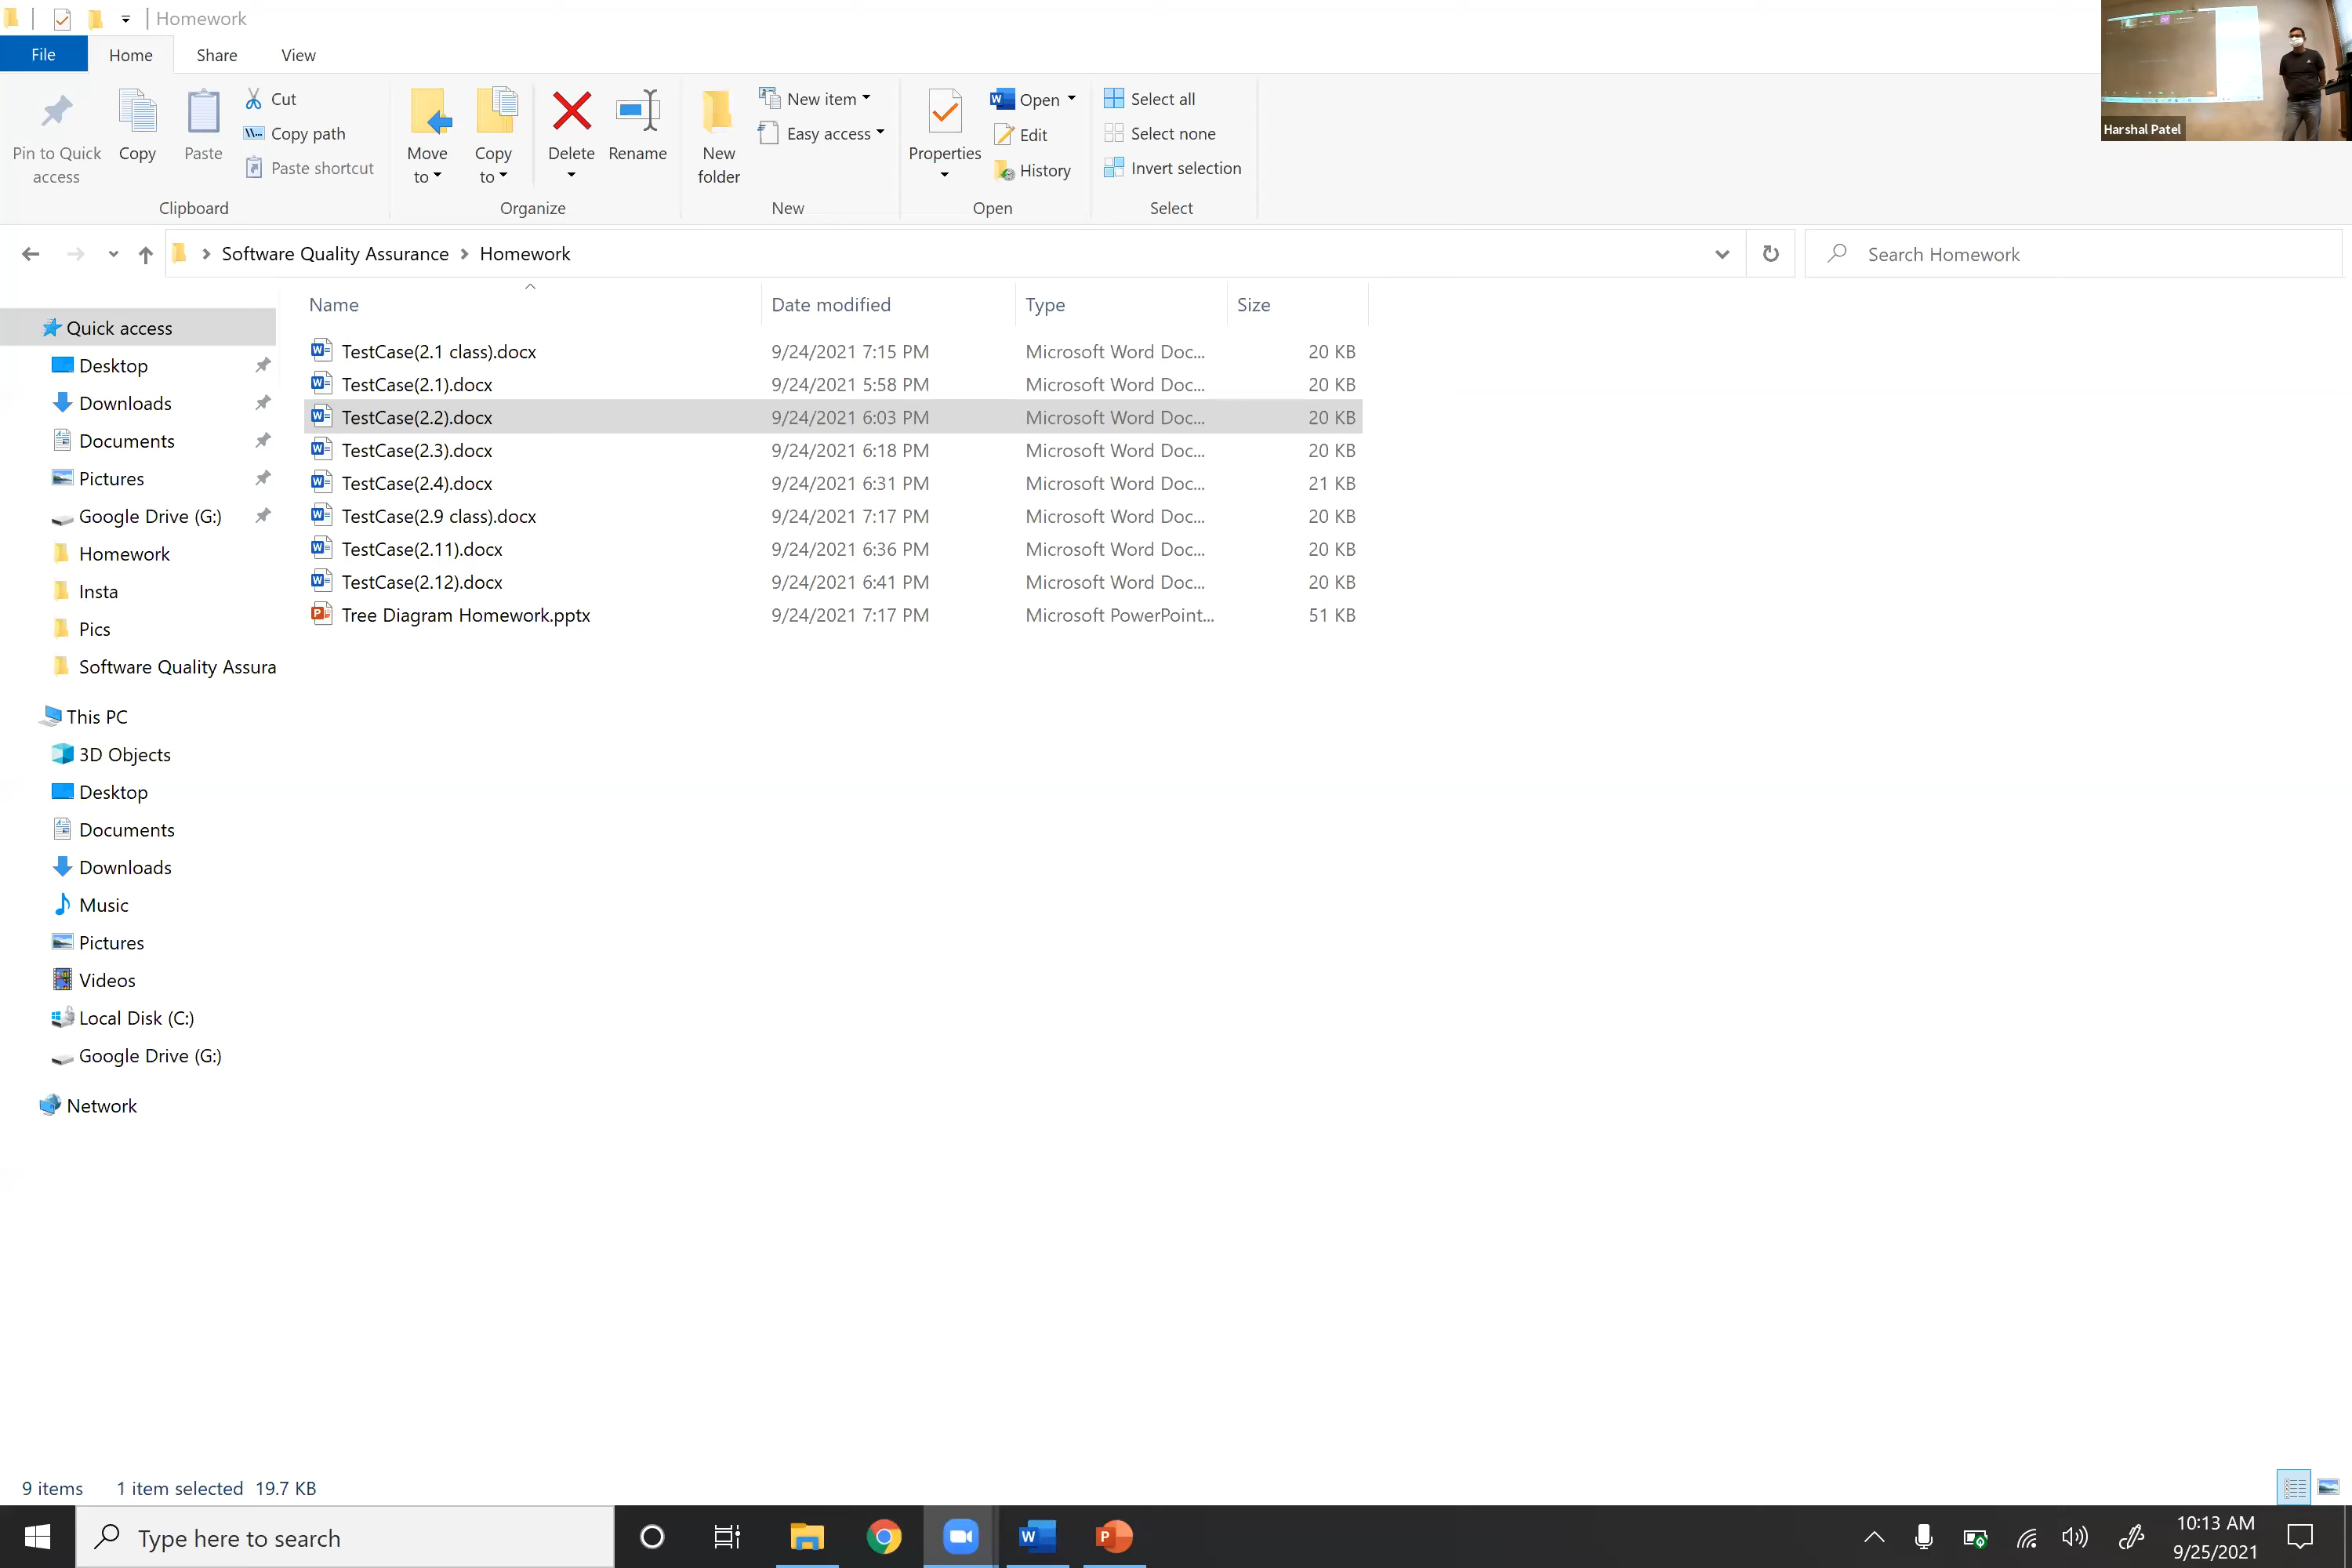 Homework
File Home Share View
Pin to Quick access
Copy
Paste
Cut
Copy path
Paste shortcut
Clipboard
Move to
Copy to
Delete
Rename
Organize
New folder
New item
Easy access
New
Properties
Open
Edit
History
Open
Select all
Select none
Invert selection
Select
Harshal Patel
Software Quality Assurance Homework
Search Homework
Name Date modified Type Size
TestCase(2.1 class).docx 9/24/2021 7:15 PM Microsoft Word Doc... 20 KB
TestCase(2.1).docx 9/24/2021 5:58 PM Microsoft Word Doc... 20 KB
TestCase(2.2).docx 9/24/2021 6:03 PM Microsoft Word Doc... 20 KB
TestCase(2.3).docx 9/24/2021 6:18 PM Microsoft Word Doc... 20 KB
TestCase(2.4).docx 9/24/2021 6:31 PM Microsoft Word Doc... 21 KB
TestCase(2.9 class).docx 9/24/2021 7:17 PM Microsoft Word Doc... 20 KB
TestCase(2.11).docx 9/24/2021 6:36 PM Microsoft Word Doc... 20 KB
TestCase(2.12).docx 9/24/2021 6:41 PM Microsoft Word Doc... 20 KB
Tree Diagram Homework.pptx 9/24/2021 7:17 PM Microsoft PowerPoint... 51 KB
Quick access
Desktop
Downloads
Documents
Pictures
Google Drive (G:)
Homework
Insta
Pics
Software Quality Assura
This PC
3D Objects
Desktop
Documents
Downloads
Music
Pictures
Videos
Local Disk (C:)
Google Drive (G:)
Network
9 items 1 item selected 19.7 KB
Type here to search
10:13 AM
9/25/2021